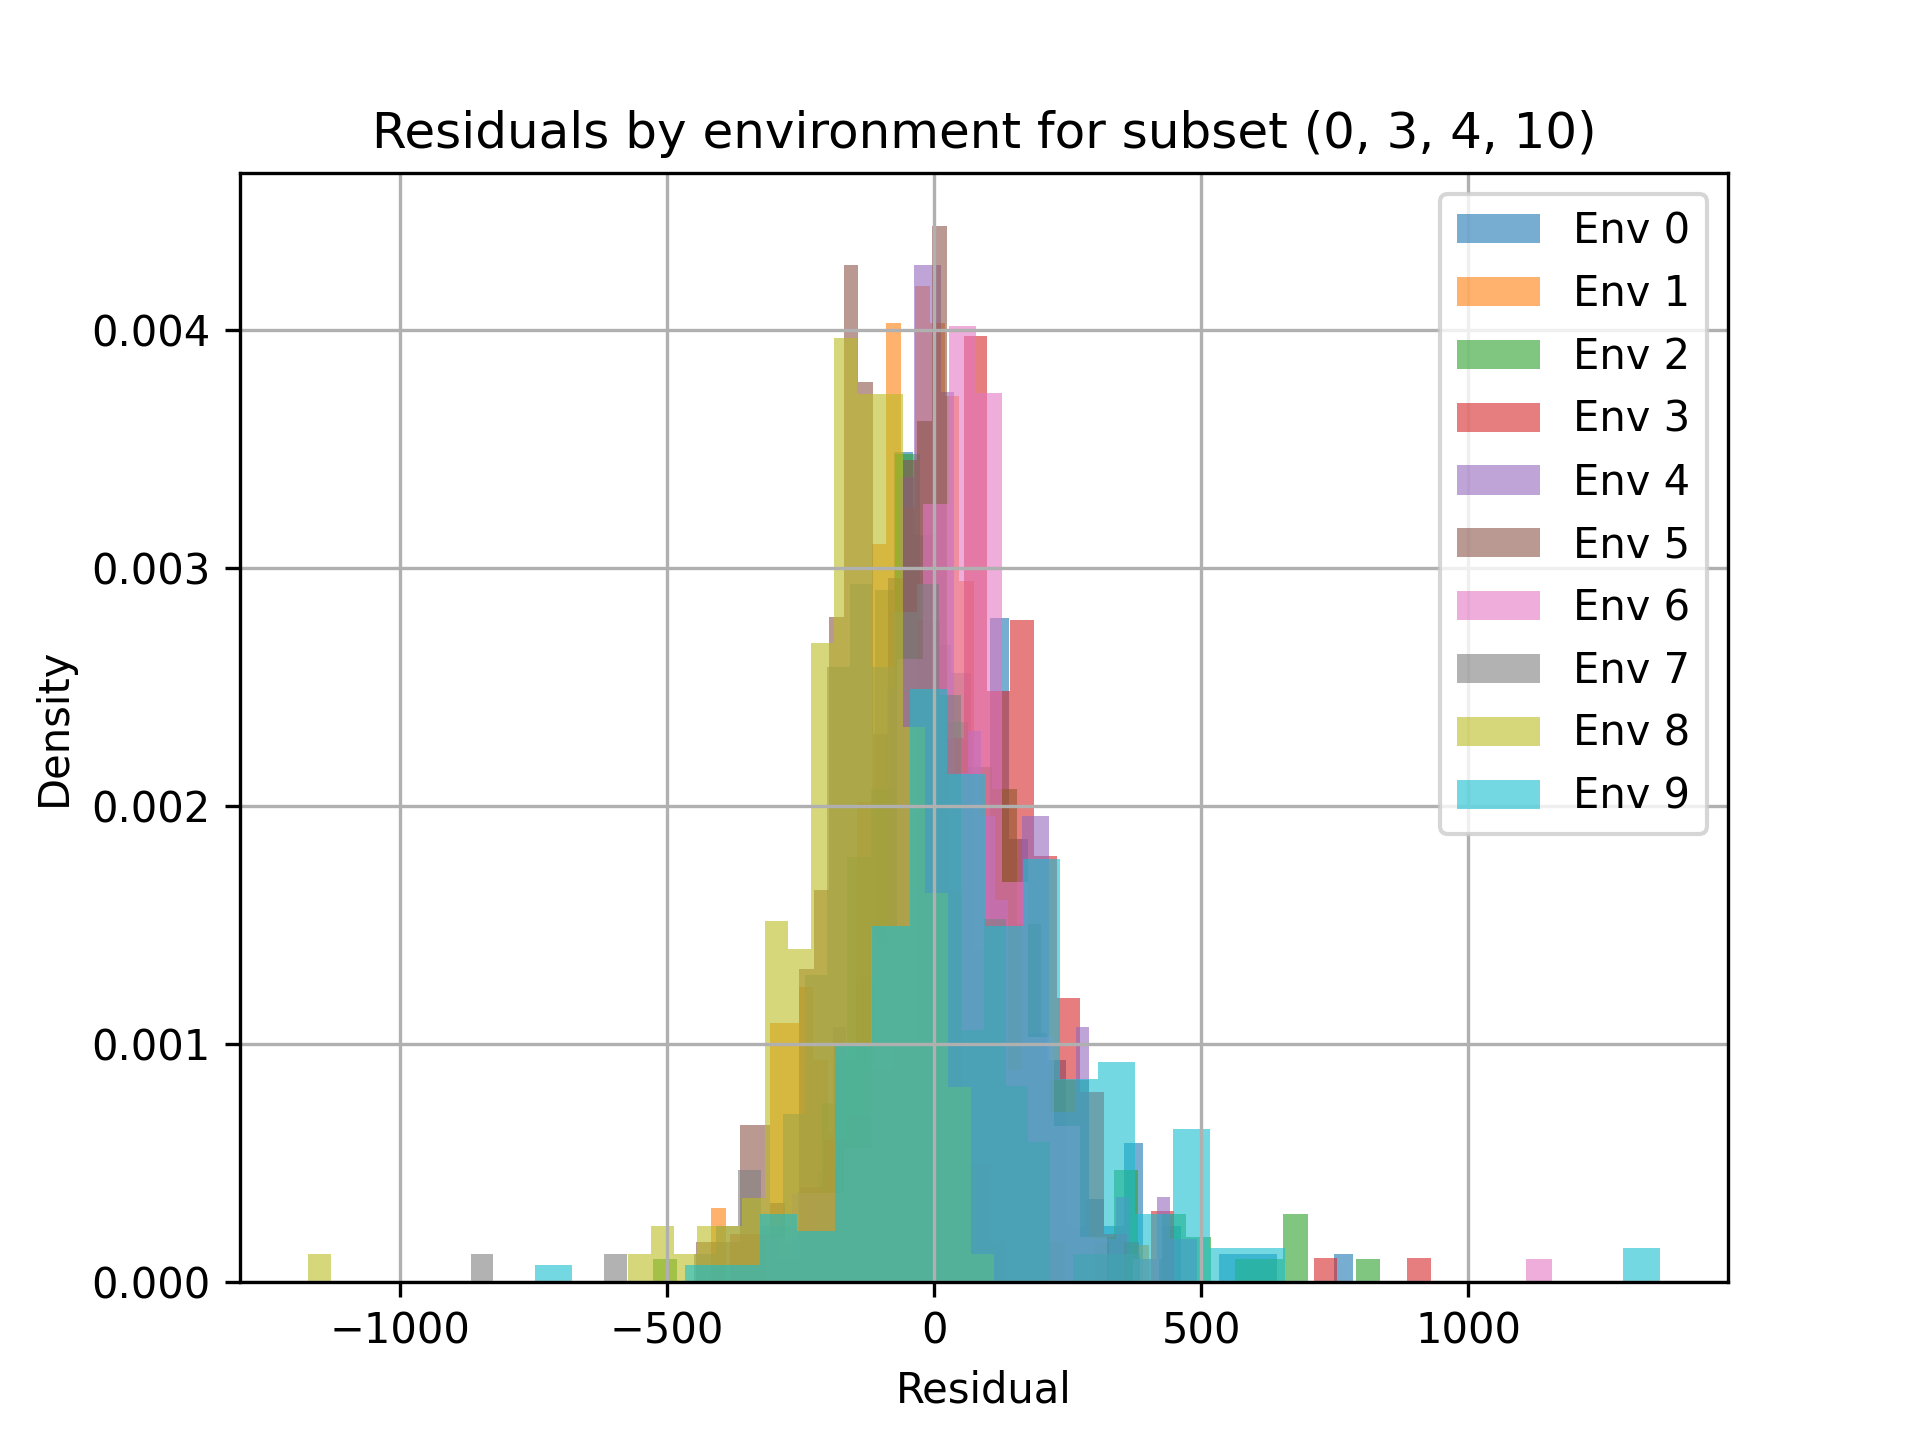 Residuals by environment for subset (0, 3, 4, 10)
Env 0
Env 1
Env 2
Env 3
Env 4
Env 5
Env 6
Env 7
Env 8
Env 9
0.004
0.003
0.002
0.001
0.000
Density
−1000
−500
0
500
1000
Residual